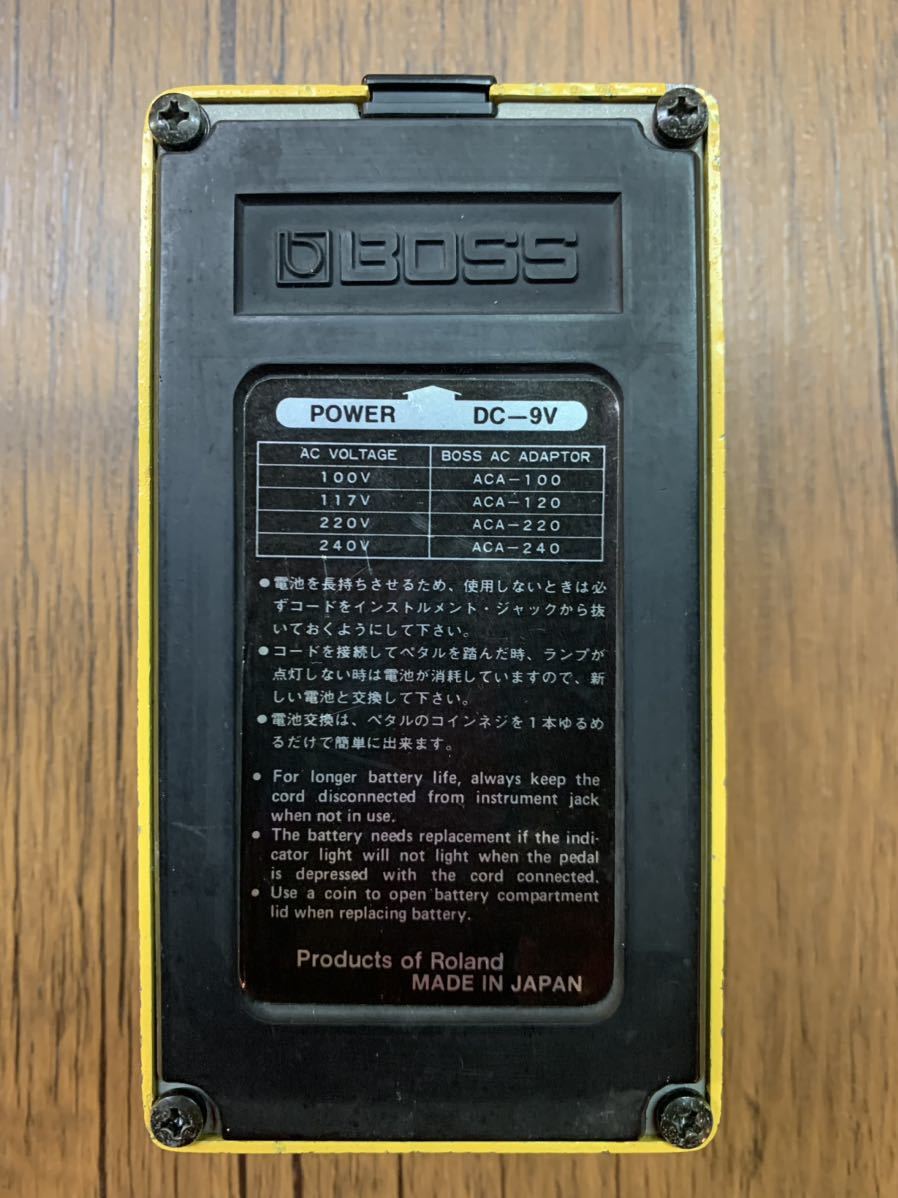 BOSS
POWER DC-9V
AC VOLTAGE BOSS AC ADAPTOR
100V ACA-100
117V ACA-120
220V ACA-220
240V ACA-240
●電池を長持ちさせるため、使用しないときは必
ずコードをインストルメント・ジャックから抜
いておくようにして下さい。
●コードを接続してペタルを踏んだ時、ランプが
点灯しない時は電池が消耗していますので、新
しい電池と交換して下さい。
●電池交換は、ペタルのコインネジを1本ゆるめ
るだけで簡単に出来ます。
• For longer battery life, always keep the
cord disconnected from instrument jack
when not in use.
• The battery needs replacement if the indi-
cator light will not light when the pedal
is depressed with the cord connected.
• Use a coin to open battery compartment
lid when replacing battery.
Products of Roland
MADE IN JAPAN